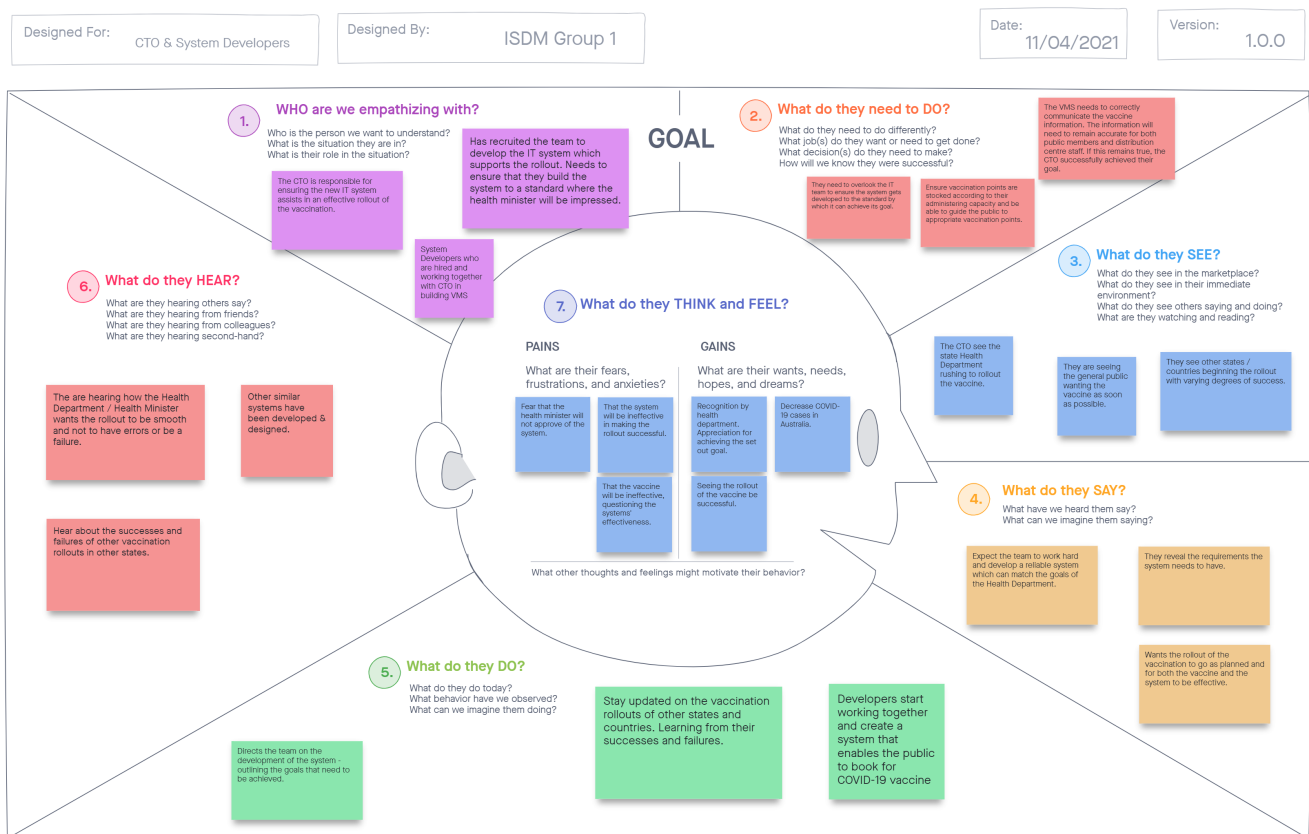 Designed For:
CTO & System Developers
Designed By:
ISDM Group 1
Date:
11/04/2021
Version:
1.0.0
GOAL
1.
WHO are we empathizing with?
Who is the person we want to understand?
What is the situation they are in?
What is their role in the situation?
The CTO is responsible for
ensuring the new IT system
assists in an effective rollout of
the vaccination.
Has recruited the team to
develop the IT system which
supports the rollout. Needs to
ensure that they build the
system to a standard where the
health minister will be impressed.
System
Developers who
are hired and
working together
with CTO in
building VMS
2.
What do they need to DO?
What do they need to do differently?
What job(s) do they want or need to get done?
What decision(s) do they need to make?
How will we know they were successful?
They need to overlook the IT
team to ensure the system gets
developed to the standard by
which it can achieve its goal.
Ensure vaccination points are
stocked according to their
administering capacity and be
able to guide the public to
appropriate vaccination points.
The VMS needs to correctly
communicate the vaccine
information. The information will
need to remain accurate for both
public members and distribution
centre staff. If this remains true, the
CTO successfully achieved their
goal.
3.
What do they SEE?
What do they see in the marketplace?
What do they see in their immediate
environment?
What do they see others saying and doing?
What are they watching and reading?
The CTO see the
state Health
Department
rushing to rollout
the vaccine.
They are seeing
the general public
wanting the
vaccine as soon
as possible.
They see other states /
countries beginning the rollout
with varying degrees of success.
4.
What do they SAY?
What have we heard them say?
What can we imagine them saying?
Expect the team to work hard
and develop a reliable system
which can match the goals of
the Health Department.
They reveal the requirements the
system needs to have.
Wants the rollout of the
vaccination to go as planned and
for both the vaccine and the
system to be effective.
5.
What do they DO?
What do they do today?
What behavior have we observed?
What can we imagine them doing?
Directs the team on the
development of the system -
outlining the goals that need to
be achieved.
Stay updated on the vaccination
rollouts of other states and
countries. Learning from their
successes and failures.
Developers start
working together
and create a
system that
enables the public
to book for
COVID-19 vaccine
6.
What do they HEAR?
What are they hearing others say?
What are they hearing from friends?
What are they hearing from colleagues?
What are they hearing second-hand?
The are hearing how the Health
Department / Health Minister
wants the rollout to be smooth
and not to have errors or be a
failure.
Other similar
systems have
been developed &
designed.
Hear about the successes and
failures of other vaccination
rollouts in other states.
7.
What do they THINK and FEEL?
PAINS
What are their fears,
frustrations, and anxieties?
Fear that the
health minister will
not approve of the
system.
That the system
will be ineffective
in making the
rollout successful.
That the vaccine
will be ineffective,
questioning the
systems'
effectiveness.
GAINS
What are their wants, needs,
hopes, and dreams?
Recognition by
health
department.
Appreciation for
achieving the set
out goal.
Decrease COVID-
19 cases in
Australia.
Seeing the rollout
of the vaccine be
successful.
What other thoughts and feelings might motivate their behavior?